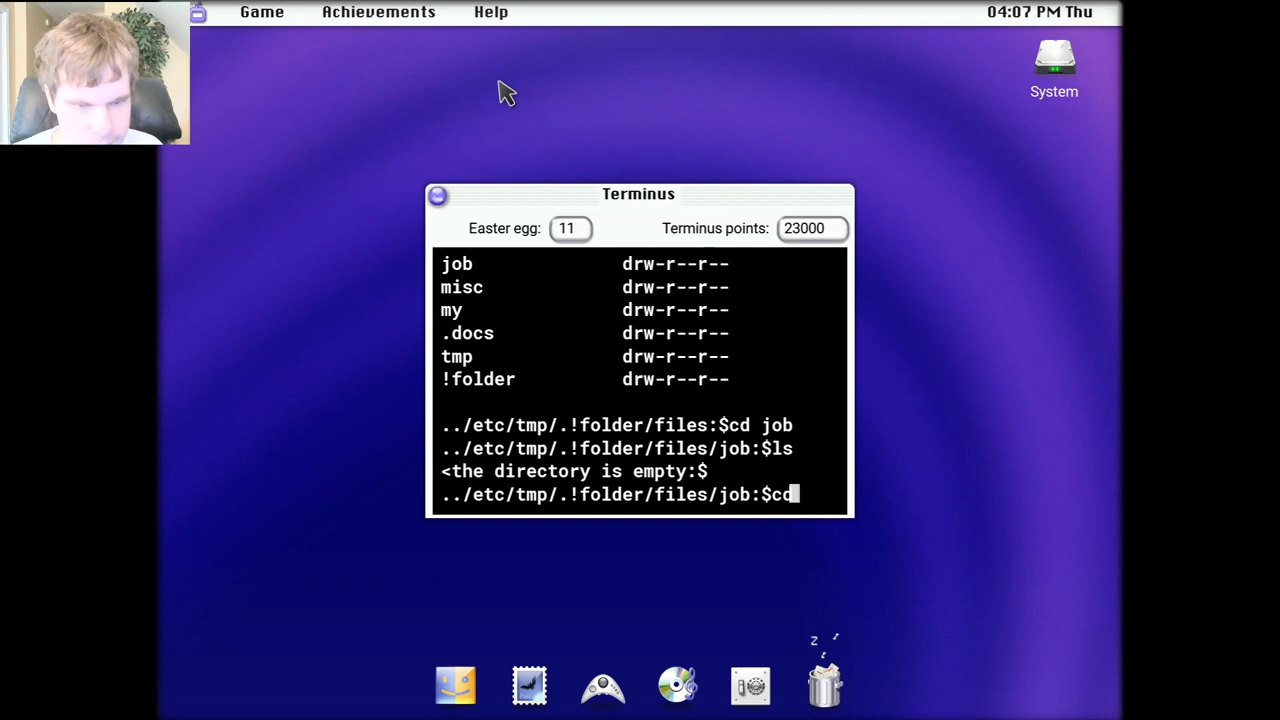 Game Achievements Help 04:07 PM Thu
System
Terminus
Easter egg: 11 Terminus points: 23000
job drw-r--r--
misc drw-r--r--
my drw-r--r--
.docs drw-r--r--
tmp drw-r--r--
!folder drw-r--r--
../etc/tmp/.!folder/files:$cd job
../etc/tmp/.!folder/files/job:$ls
<the directory is empty:$
../etc/tmp/.!folder/files/job:$cd
z z
z